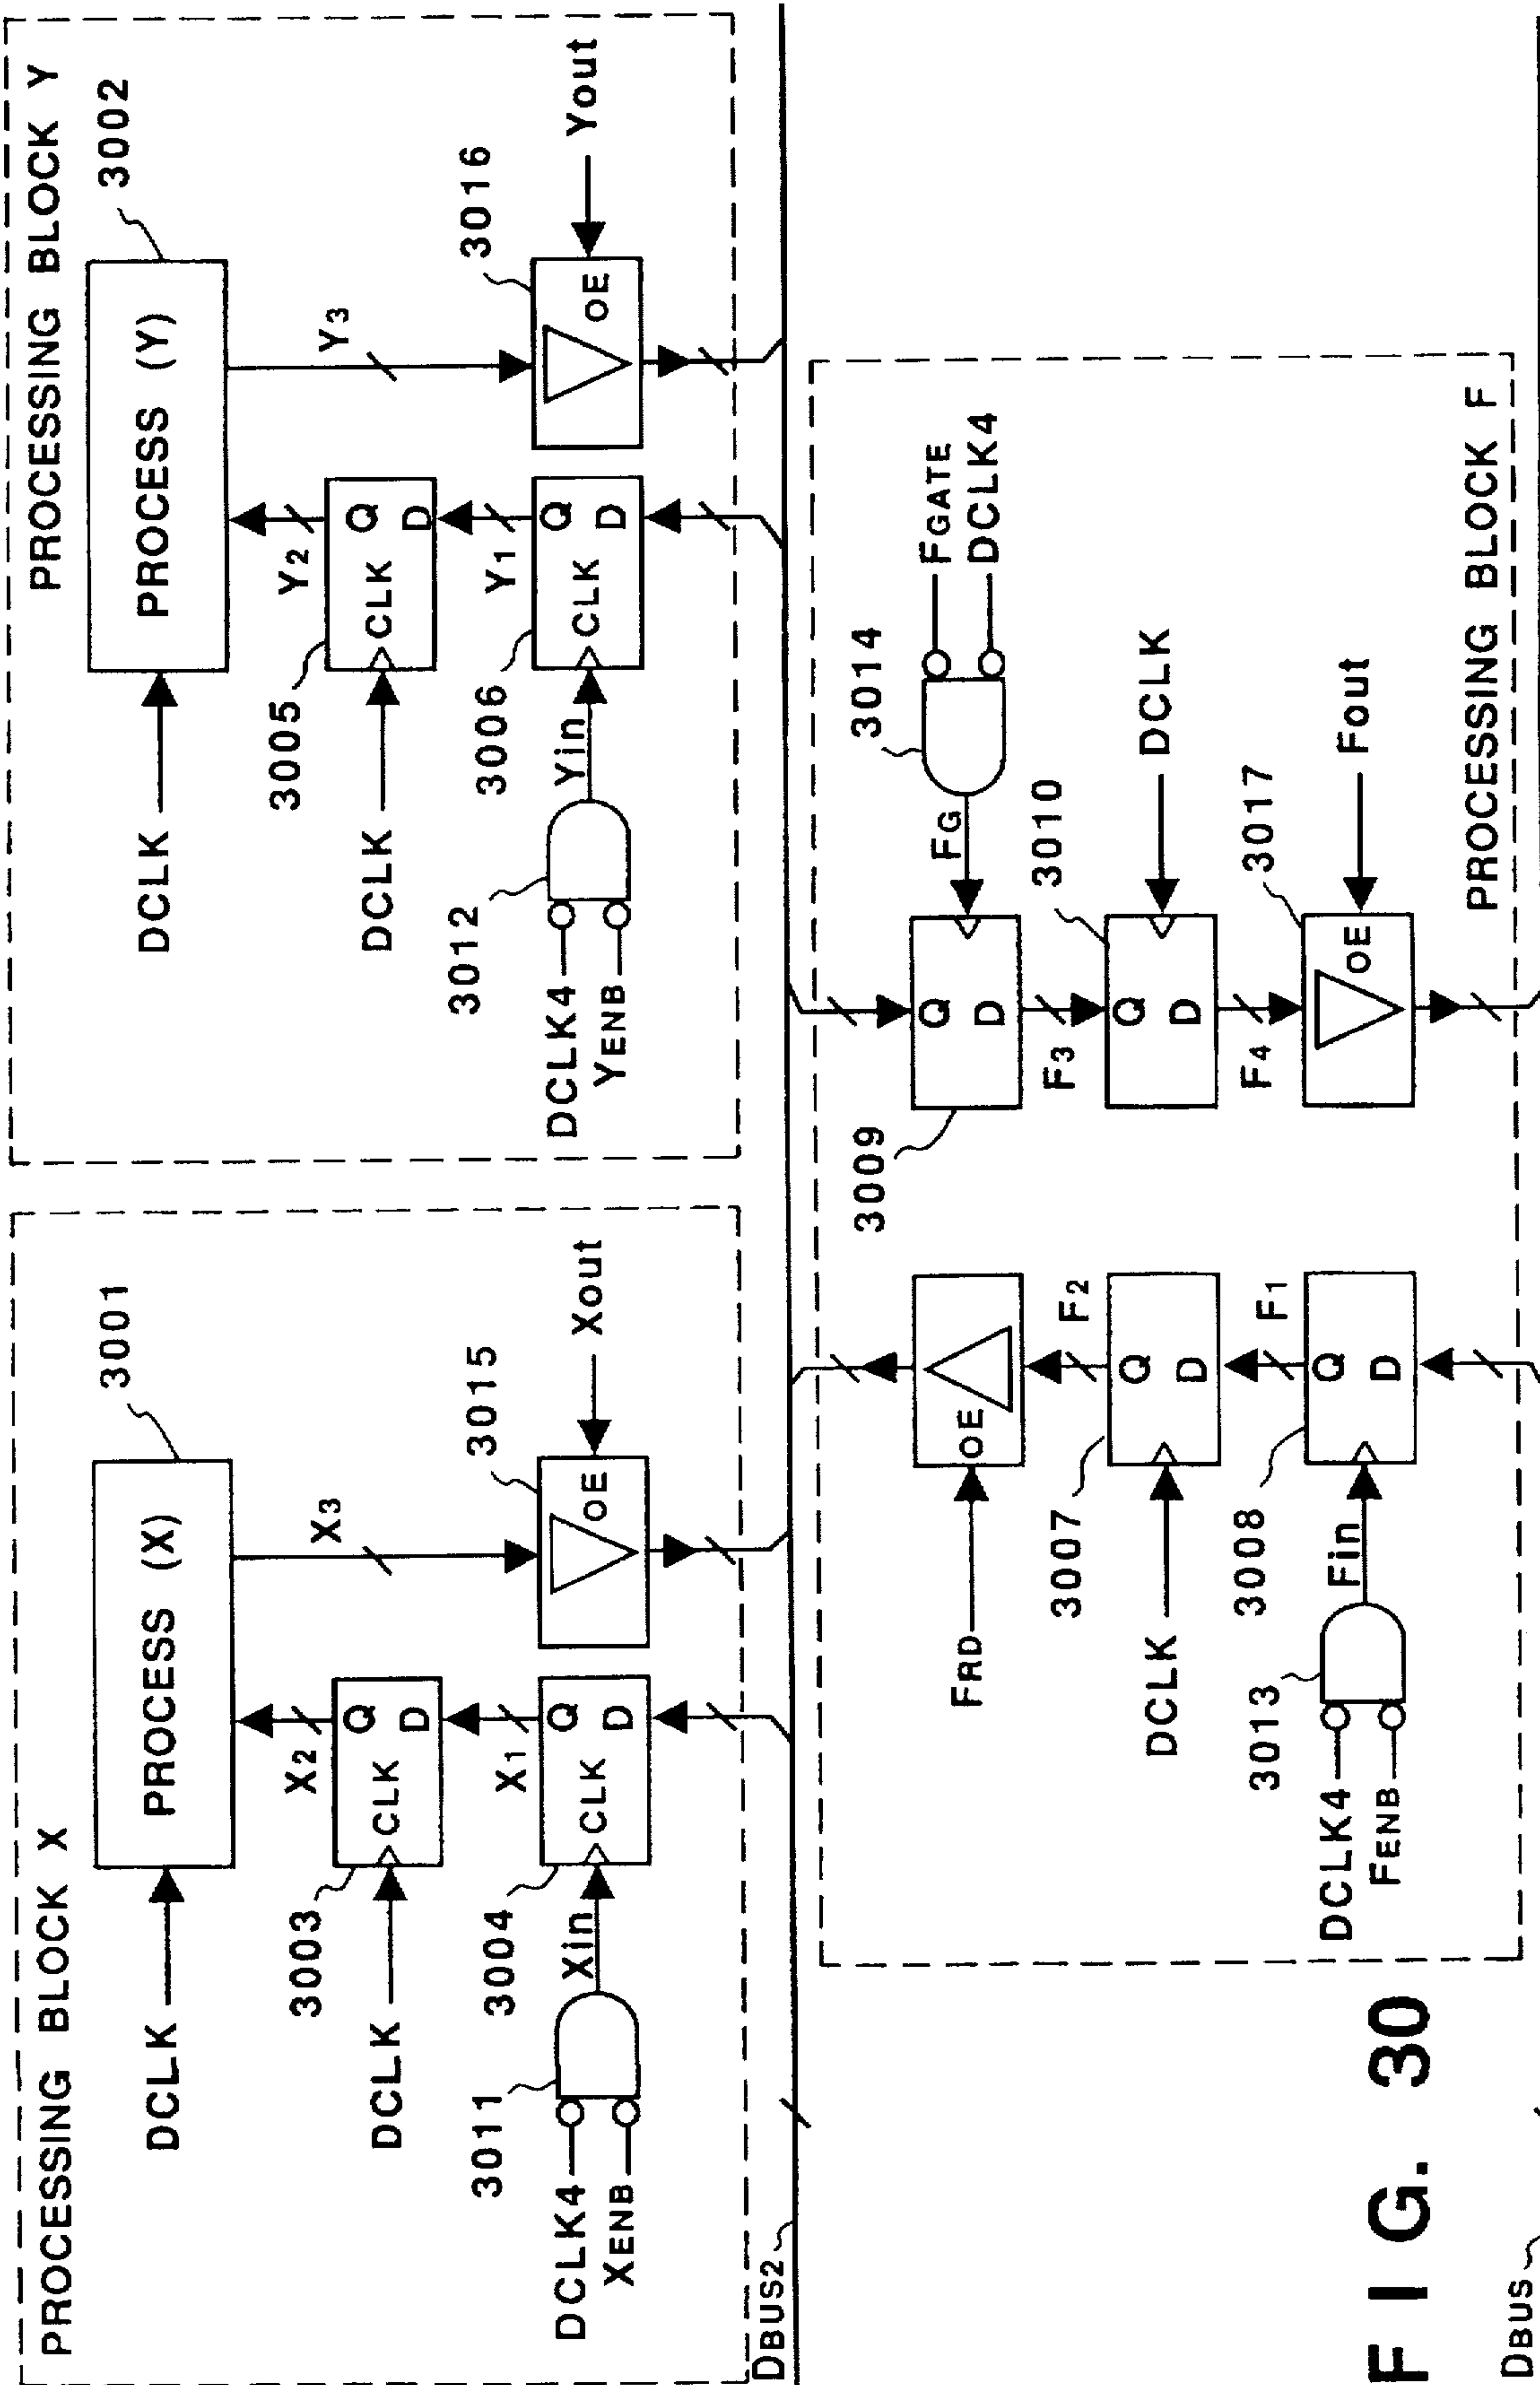 PROCESSING BLOCK X
PROCESS (X)
3001
DCLK
X2
X3
3003
CLK
Q
D
DCLK
X1
3004
CLK
Q
D
Xin
3011
DCLK4
XENB
3015
OE
Xout
PROCESSING BLOCK Y
PROCESS (Y)
3002
DCLK
Y2
Y3
3005
CLK
Q
D
DCLK
Y1
3006
CLK
Q
D
Yin
3012
DCLK4
YENB
3016
OE
Yout
DBUS2
FRD
OE
F2
3007
Q
D
DCLK
F1
3008
Q
D
Fin
3013
DCLK4
FENB
3009
Q
D
FG
3014
FGATE
DCLK4
F3
Q
D
3010
DCLK
F4
OE
3017
Fout
PROCESSING BLOCK F
FIG. 30
DBUS